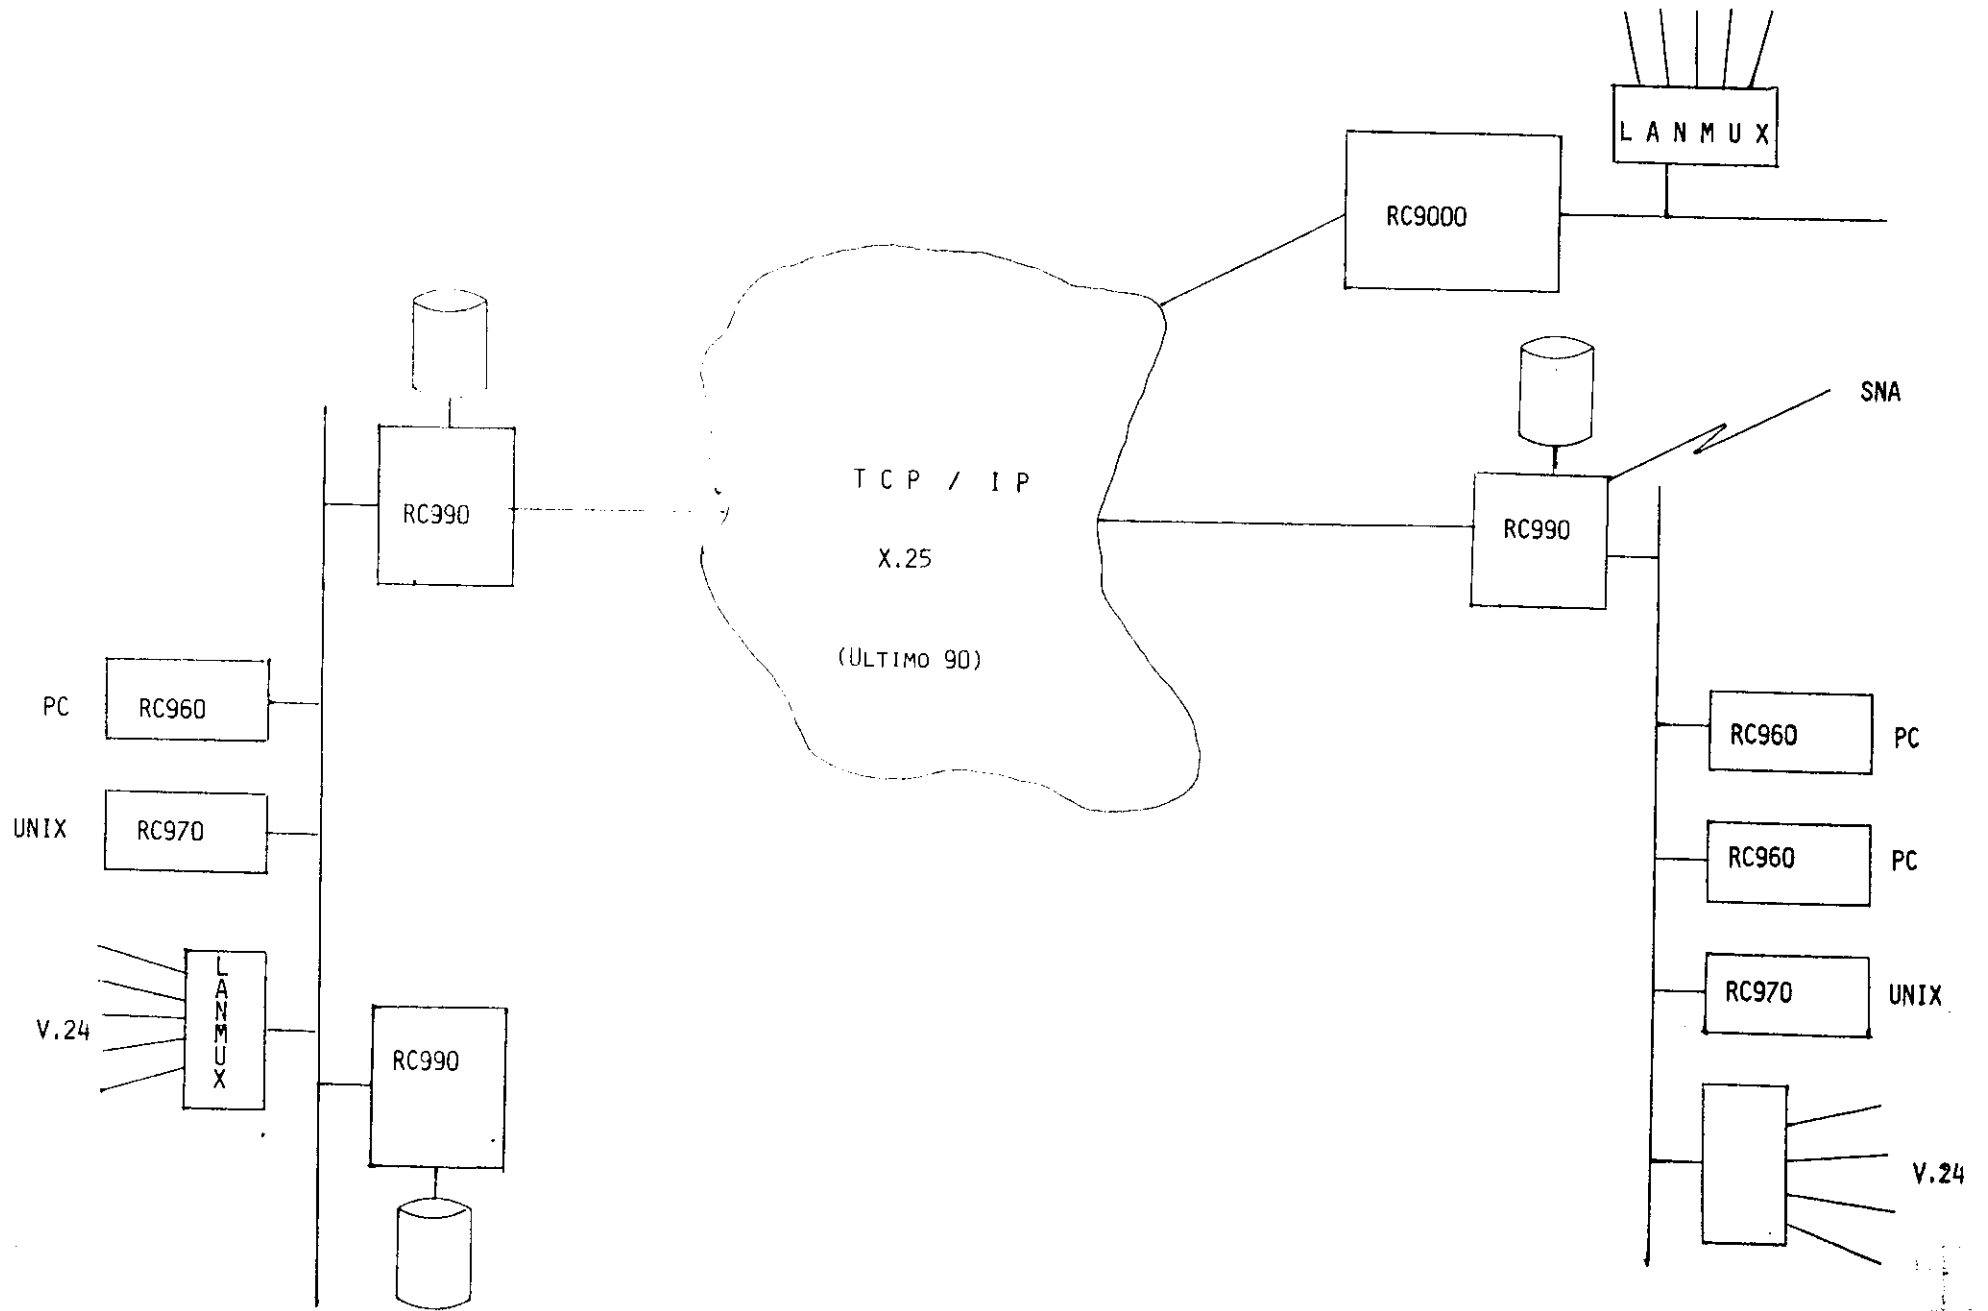 LANMUX
RC9000
SNA
RC990
TCP / IP
RC990
X.25
(ULTIMO 90)
PC RC960
RC960 PC
UNIX RC970
RC960 PC
LANMUX
RC970 UNIX
V.24
RC990
V.24